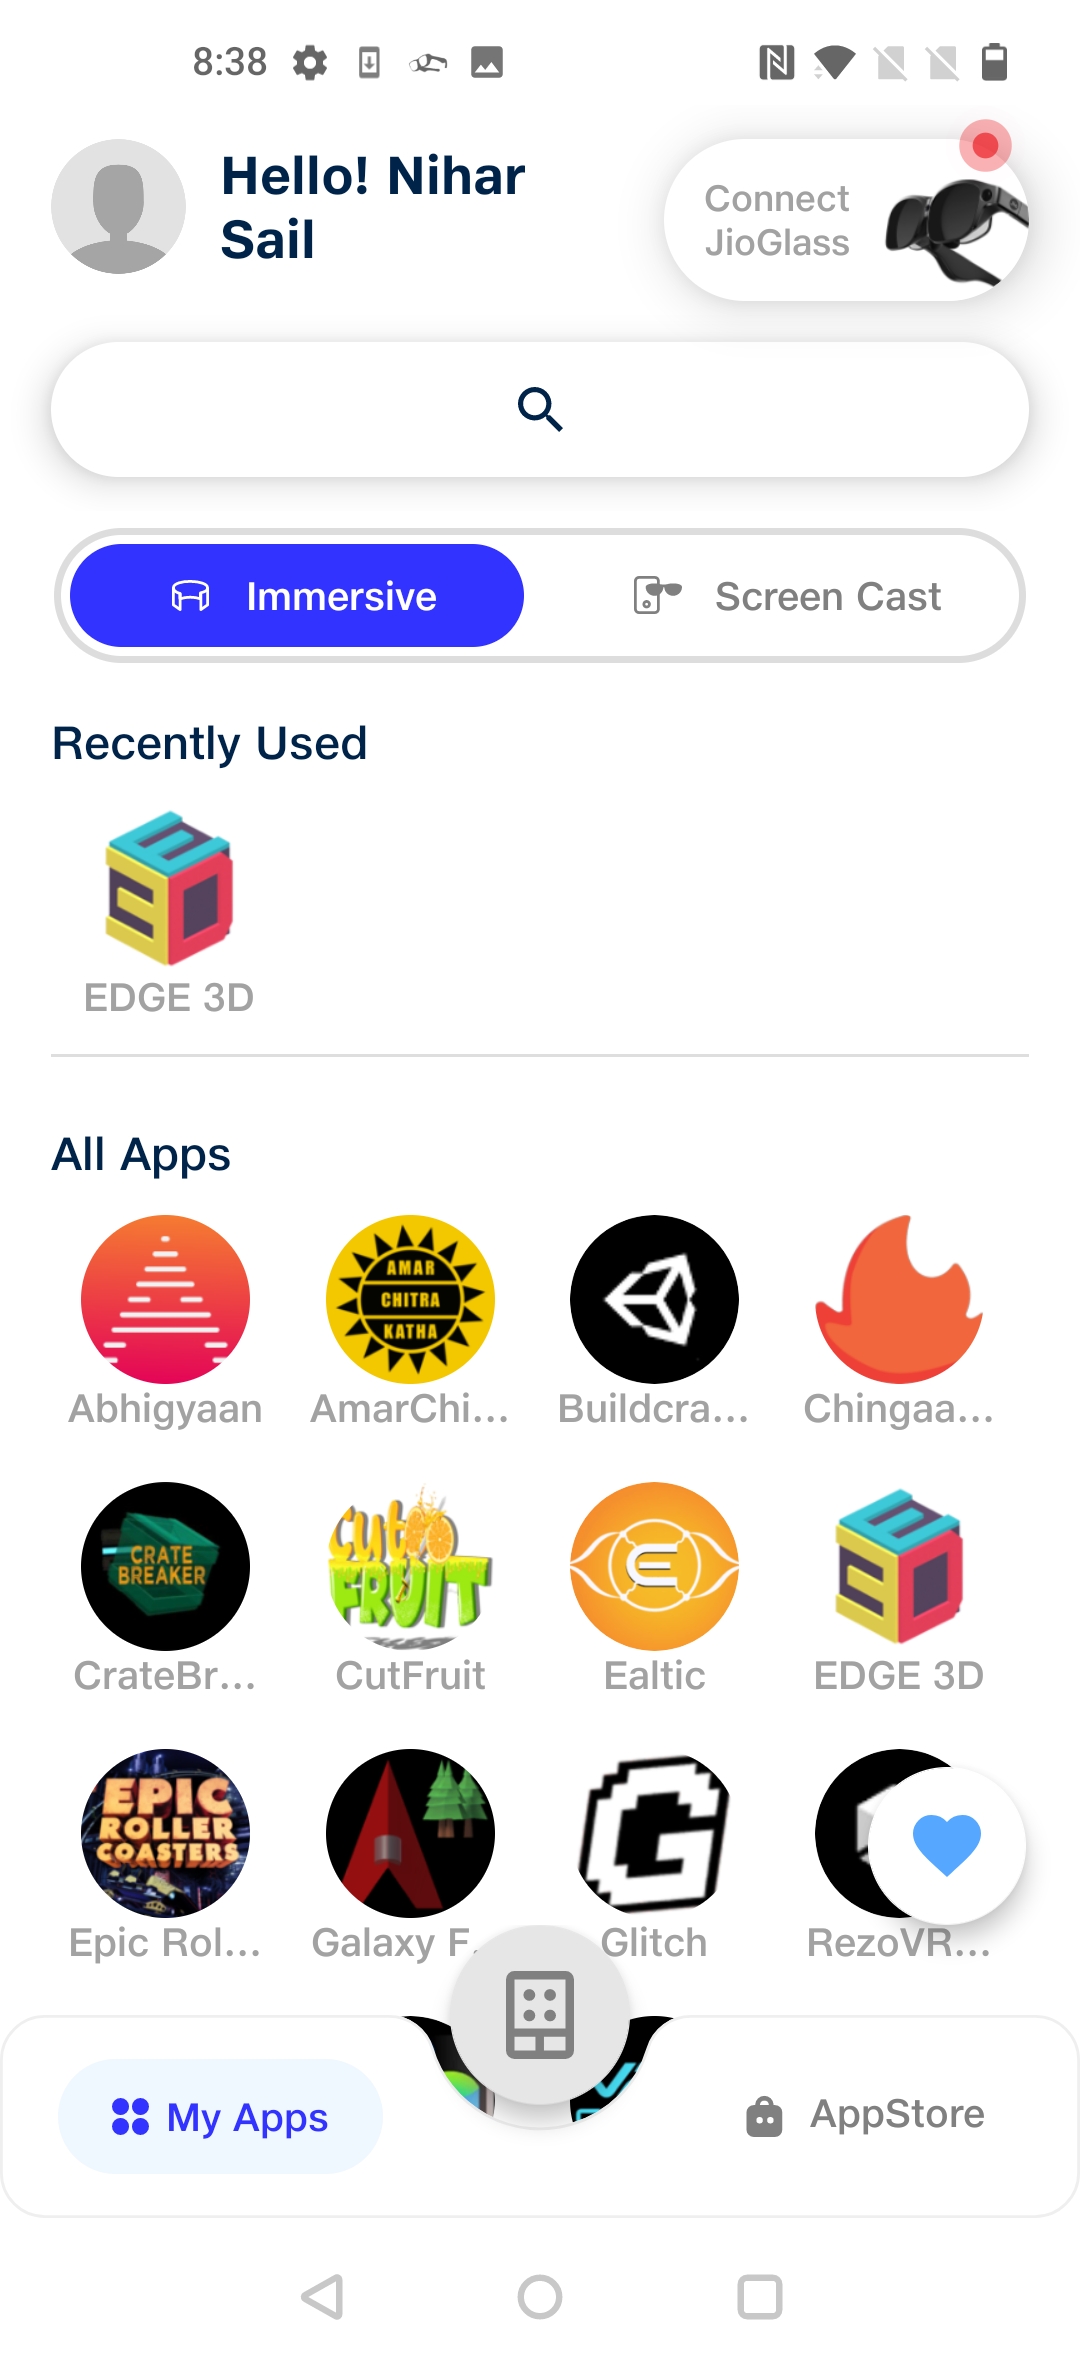 8:38
Hello! Nihar
Sail
Connect
JioGlass
Immersive
Screen Cast
Recently Used
EDGE 3D
All Apps
AMAR
CHITRA
KATHA
Abhigyaan
AmarChi...
Buildcra...
Chingaa...
CRATE
BREAKER
cut
FRUIT
CrateBr...
CutFruit
Ealtic
EDGE 3D
EPIC
ROLLER
COASTERS
G
Epic Rol...
Galaxy F...
Glitch
RezoVR...
My Apps
AppStore